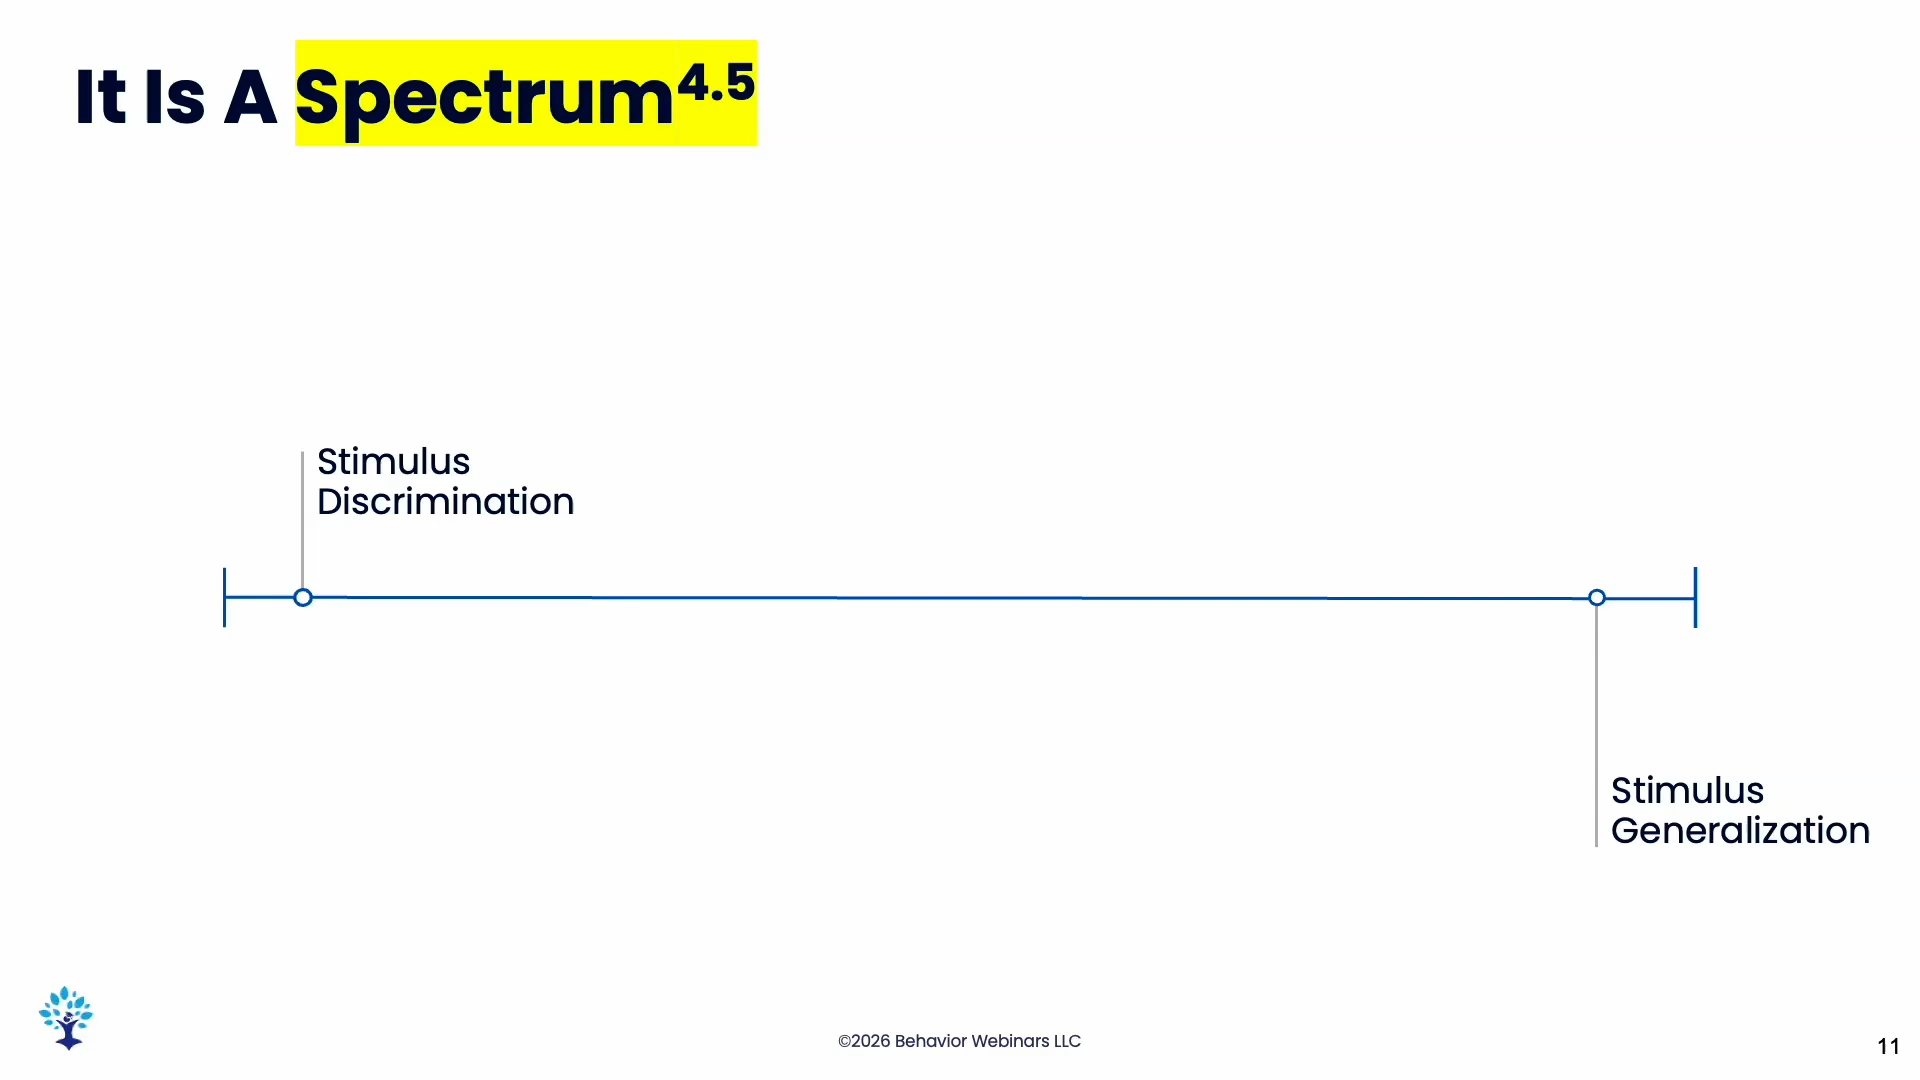 It Is A Spectrum4.5
Stimulus
Discrimination
Stimulus
Generalization
©2026 Behavior Webinars LLC
11